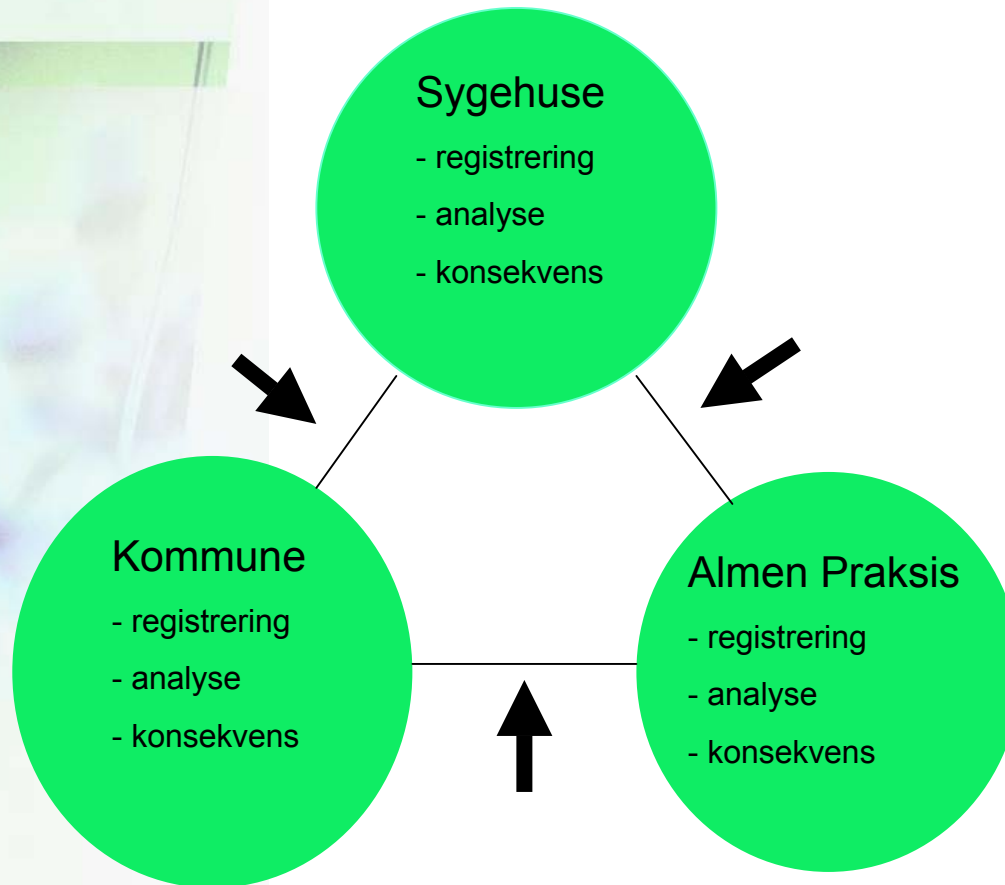 Sygehuse
- registrering
- analyse
- konsekvens
Kommune
- registrering
- analyse
- konsekvens
Almen Praksis
- registrering
- analyse
- konsekvens